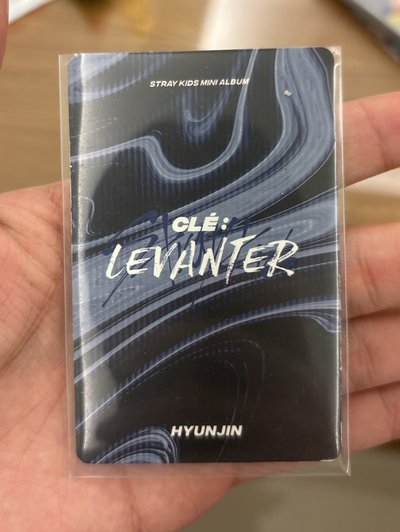 STRAY KIDS MINI ALBUM
CLÉ :
LEVANTER
HYUNJIN